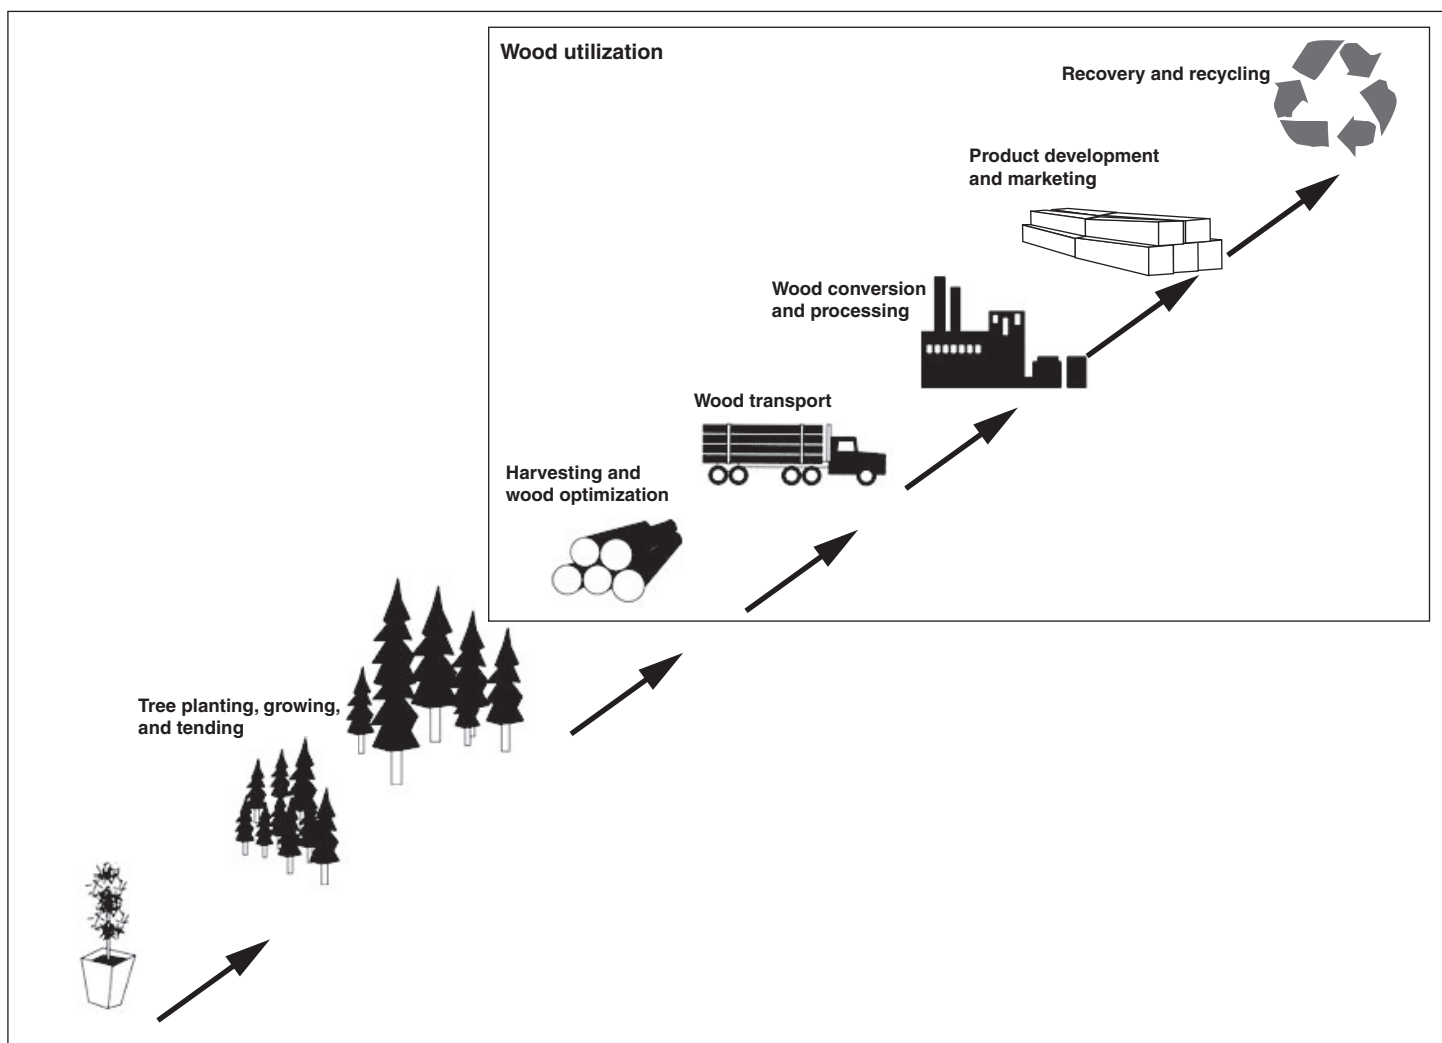 Wood utilization
Recovery and recycling
Product development
and marketing
Wood conversion
and processing
Wood transport
Harvesting and
wood optimization
Tree planting, growing,
and tending